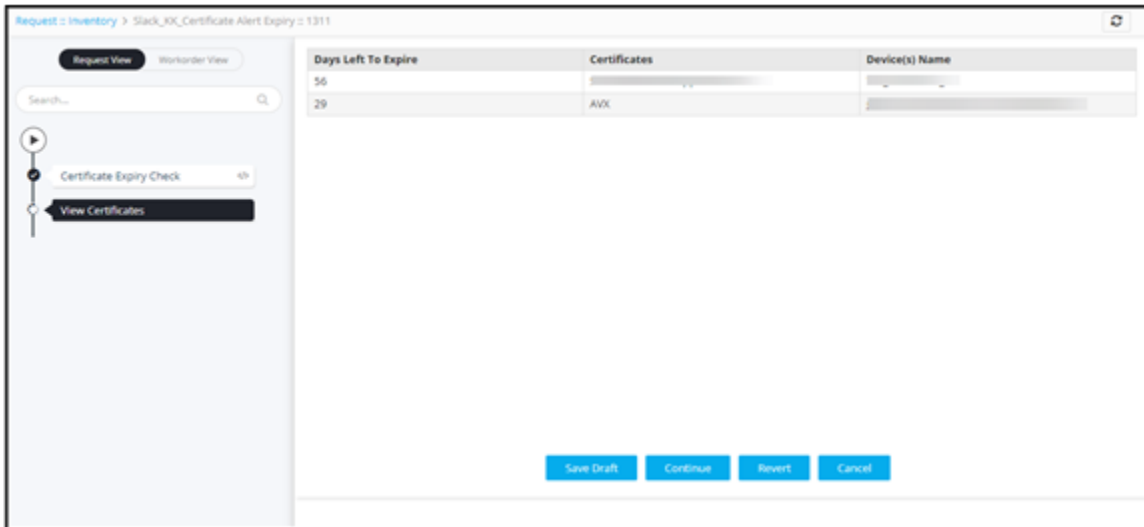 Request :: Inventory > Slack_KK_Certificate Alert Expiry :: 1311
Request View Workorder View
Search...
Certificate Expiry Check </>
View Certificates
Days Left To Expire Certificates Device(s) Name
56
29 AVX
Save Draft Continue Revert Cancel